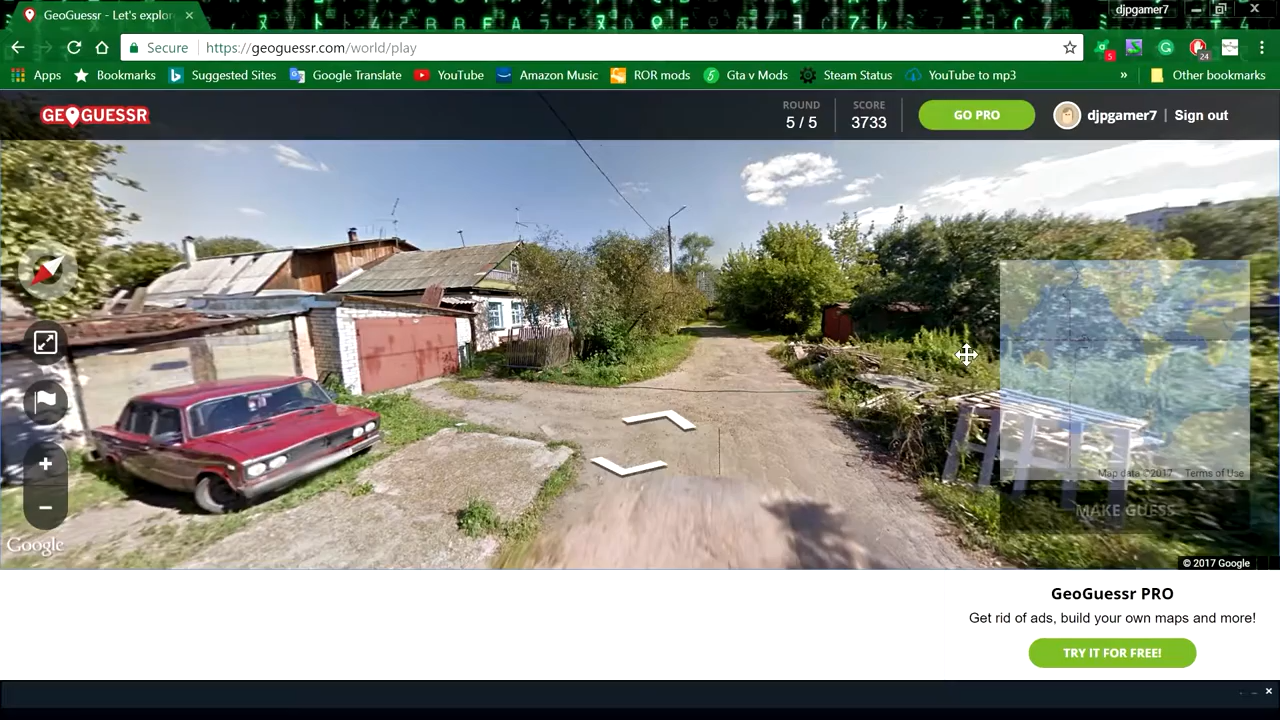 GeoGuessr - Let's explor
djpgamer7
Secure https://geoguessr.com/world/play
5
24
Apps Bookmarks Suggested Sites Google Translate YouTube Amazon Music ROR mods Gta v Mods Steam Status YouTube to mp3 » Other bookmarks
GEOGUESSR
ROUND
5 / 5
SCORE
3733
GO PRO
djpgamer7 | Sign out
Map data ©2017 Terms of Use
MAKE GUESS
Google
© 2017 Google
GeoGuessr PRO
Get rid of ads, build your own maps and more!
TRY IT FOR FREE!